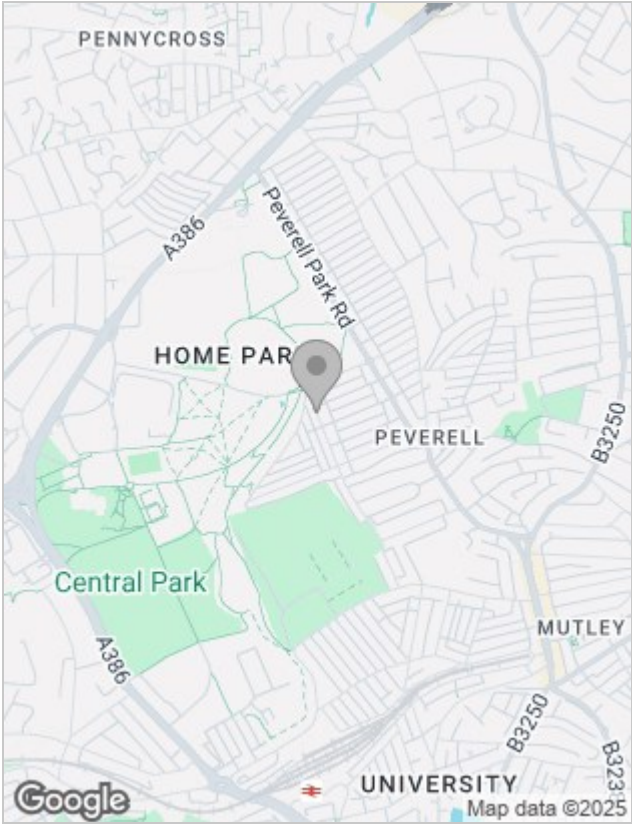 PENNYCROSS
A386
Peverell Park Rd
HOME PAR
PEVERELL
B3250
Central Park
MUTLEY
A386
B3250
B323
UNIVERSITY
Google
Map data ©2025